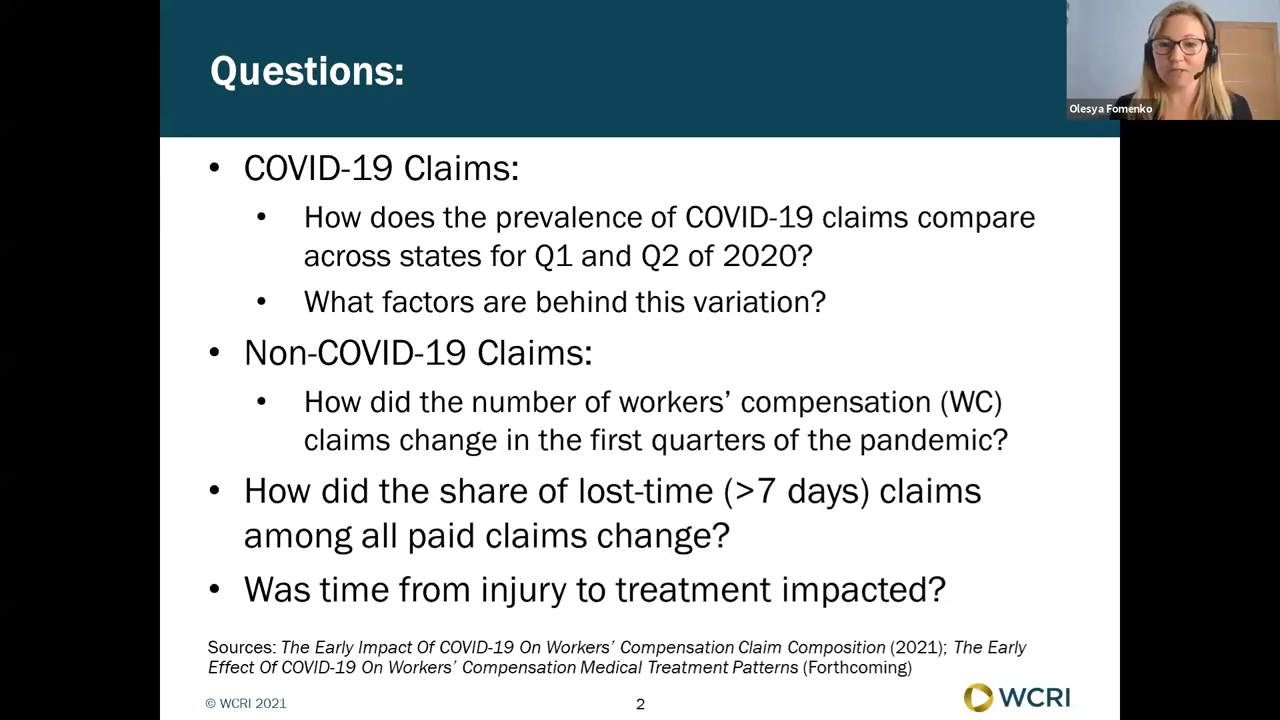 Questions:
Olesya Fomenko
• COVID-19 Claims:
• How does the prevalence of COVID-19 claims compare
across states for Q1 and Q2 of 2020?
• What factors are behind this variation?
• Non-COVID-19 Claims:
• How did the number of workers’ compensation (WC)
claims change in the first quarters of the pandemic?
• How did the share of lost-time (>7 days) claims
among all paid claims change?
• Was time from injury to treatment impacted?
Sources: The Early Impact Of COVID-19 On Workers’ Compensation Claim Composition (2021); The Early
Effect Of COVID-19 On Workers’ Compensation Medical Treatment Patterns (Forthcoming)
© WCRI 2021
2
WCRI